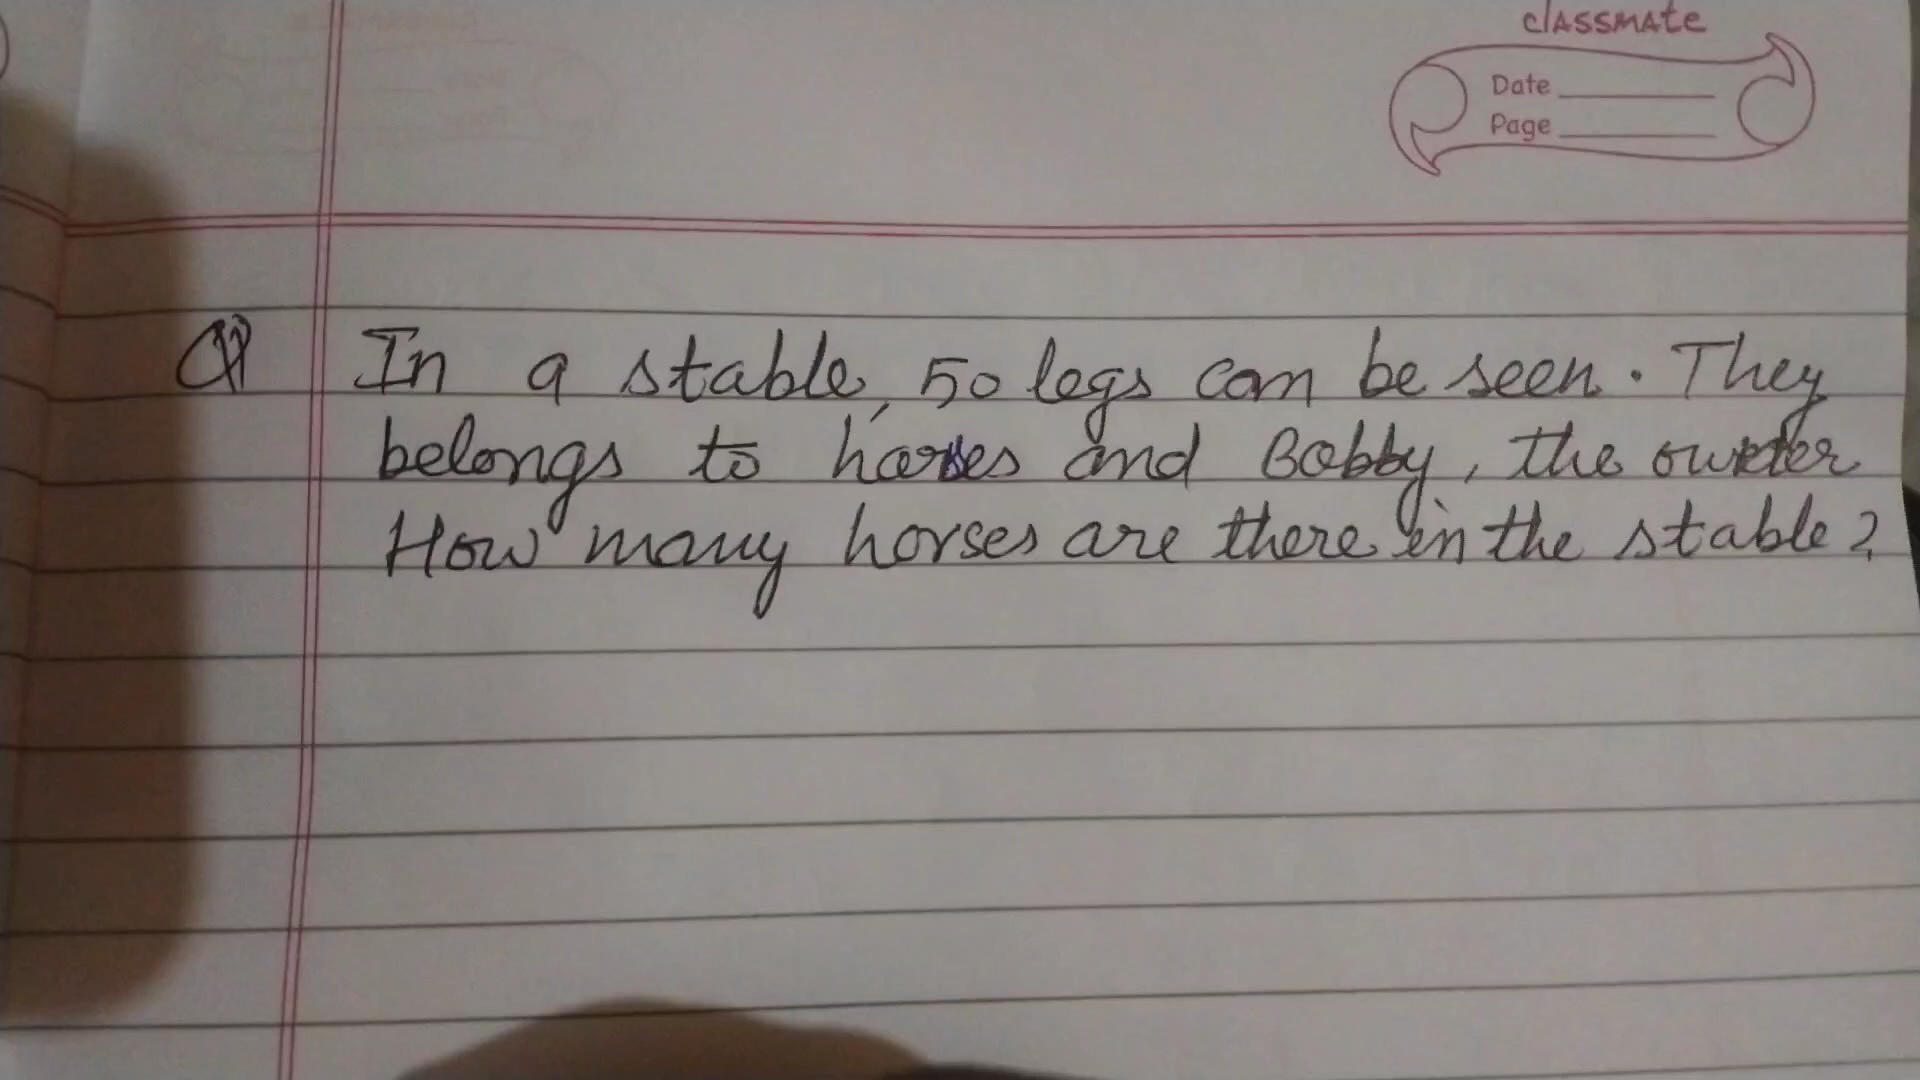 classmate
Date
Page
Q In a stable, 50 legs can be seen. They
belongs to horses and Bobby, the owner
How many horses are there in the stable?